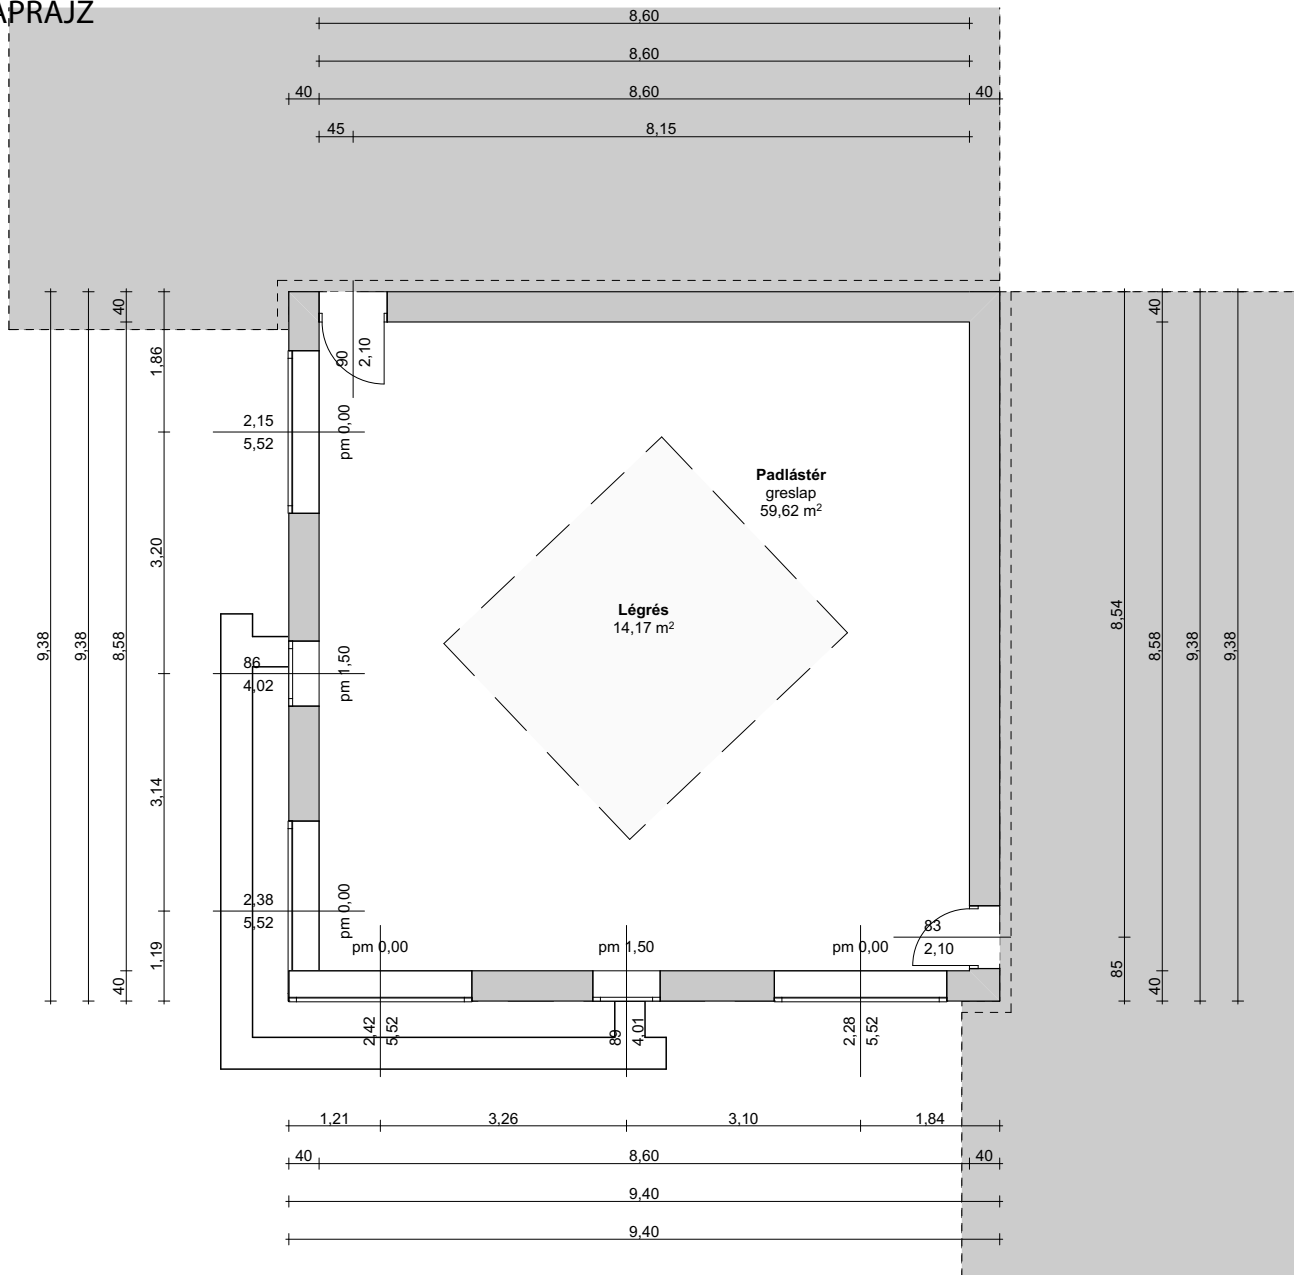 APRAJZ
8,60
8,60
40 8,60 40
45 8,15
90
2,10
40
1,86
2,15
5,52
pm 0,00
3,20
86
4,02
pm 1,50
9,38
9,38
8,58
3,14
2,38
5,52
pm 0,00
1,19
40
Padlástér
greslap
59,62 m²
Légrés
14,17 m²
40
8,54
8,58
9,38
9,38
83
2,10
85
40
pm 0,00 pm 1,50 pm 0,00
2,42
5,52
89
4,01
2,28
5,52
1,21 3,26 3,10 1,84
40 8,60 40
9,40
9,40